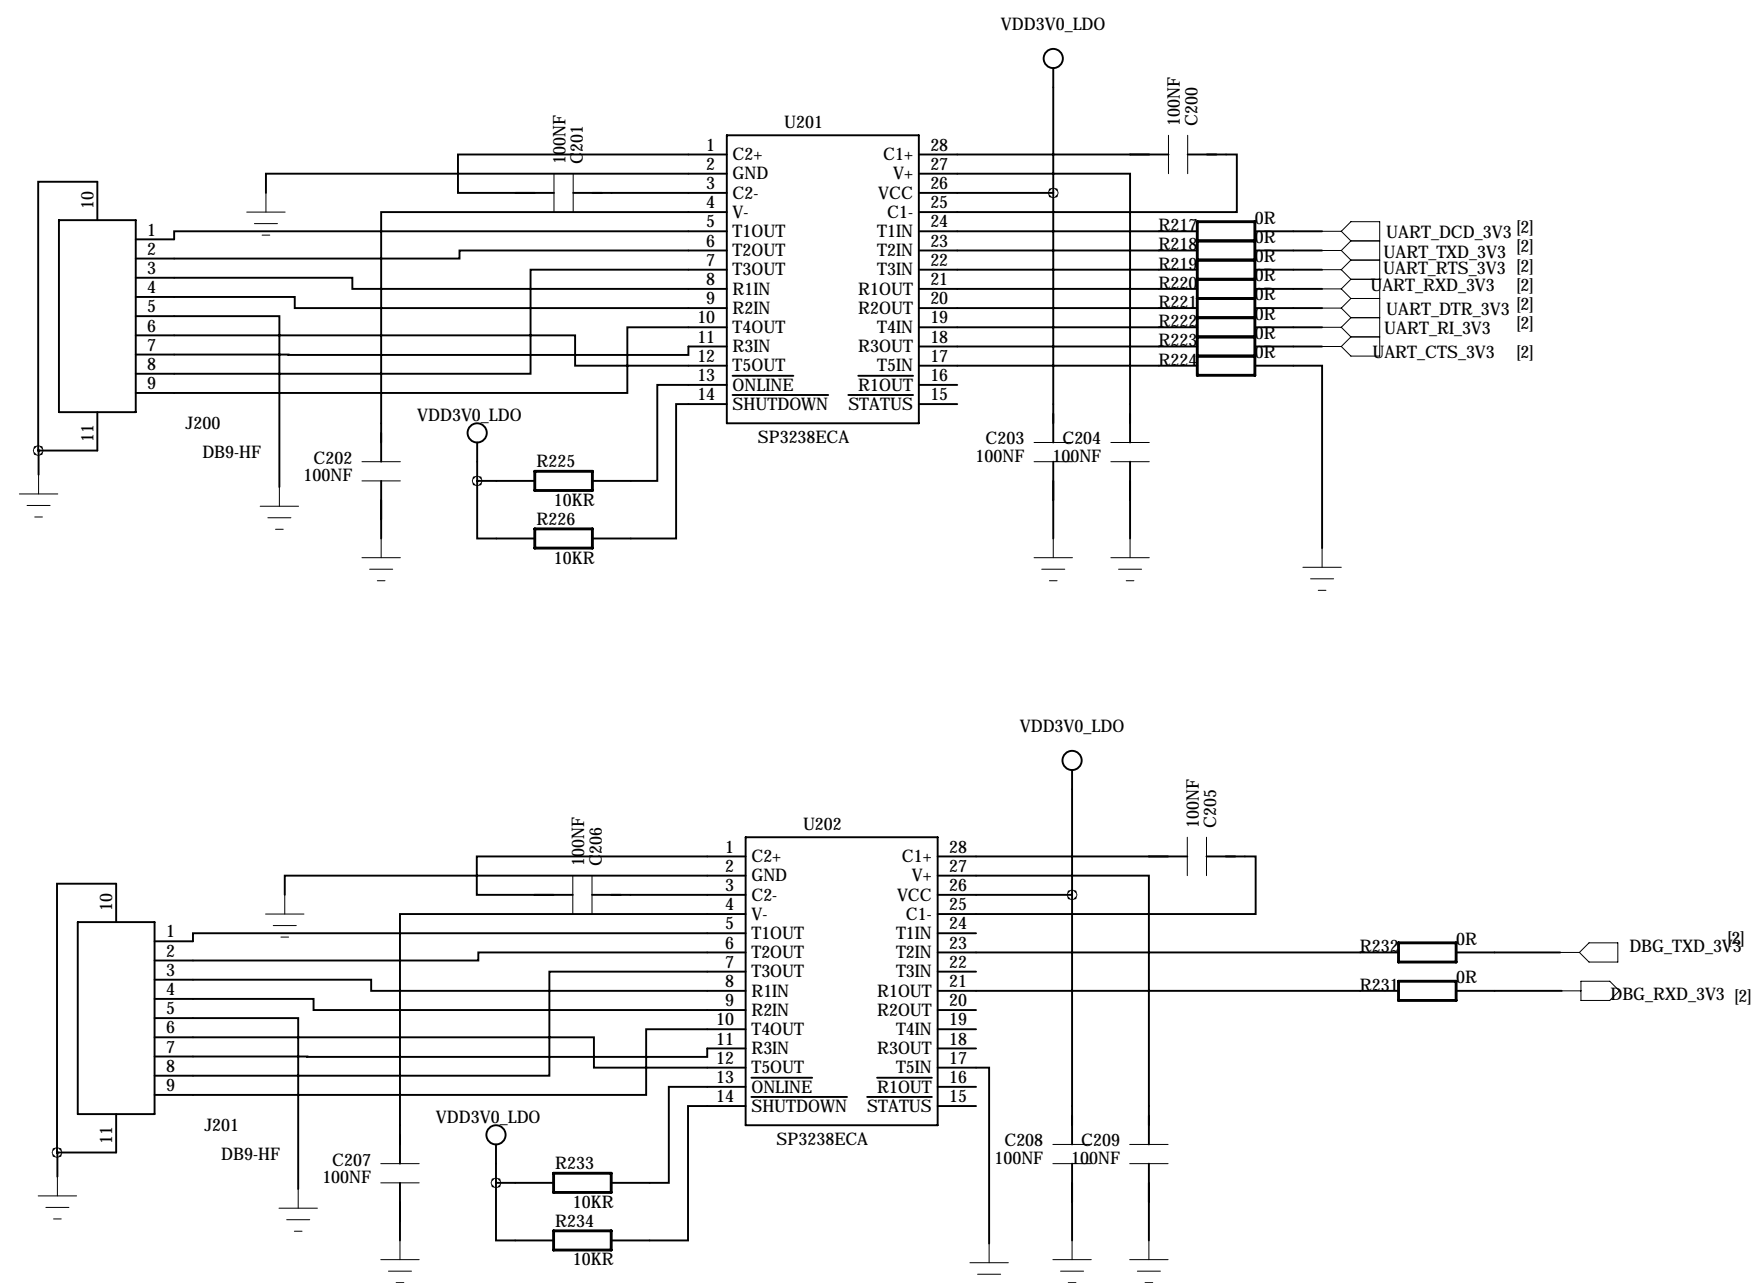 VDD3V0_LDO
100NF
C200
100NF
C201
U201
1 C2+ C1+ 28
2 GND V+ 27
3 C2- VCC 26
4 V- C1- 25
5 T1OUT T1IN 24 R217 0R UART_DCD_3V3 [2]
6 T2OUT T2IN 23 R218 0R UART_TXD_3V3 [2]
7 T3OUT T3IN 22 R219 0R UART_RTS_3V3 [2]
8 R1IN R1OUT 21 R220 0R UART_RXD_3V3 [2]
9 R2IN R2OUT 20 R221 0R UART_DTR_3V3 [2]
10 T4OUT T4IN 19 R222 0R UART_RI_3V3 [2]
11 R3IN R3OUT 18 R223 0R UART_CTS_3V3 [2]
12 T5OUT T5IN 17 R224 0R
13 ONLINE R1OUT 16
14 SHUTDOWN STATUS 15
SP3238ECA
10
1
2
3
4
5
6
7
8
9
11
J200
DB9-HF
VDD3V0_LDO
C202
100NF
R225
10KR
R226
10KR
C203
100NF
C204
100NF
VDD3V0_LDO
100NF
C205
100NF
C206
U202
1 C2+ C1+ 28
2 GND V+ 27
3 C2- VCC 26
4 V- C1- 25
5 T1OUT T1IN 24
6 T2OUT T2IN 23 R232 0R DBG_TXD_3V3 [2]
7 T3OUT T3IN 22
8 R1IN R1OUT 21 R231 0R DBG_RXD_3V3 [2]
9 R2IN R2OUT 20
10 T4OUT T4IN 19
11 R3IN R3OUT 18
12 T5OUT T5IN 17
13 ONLINE R1OUT 16
14 SHUTDOWN STATUS 15
SP3238ECA
10
1
2
3
4
5
6
7
8
9
11
J201
DB9-HF
VDD3V0_LDO
C207
100NF
R233
10KR
R234
10KR
C208
100NF
C209
100NF